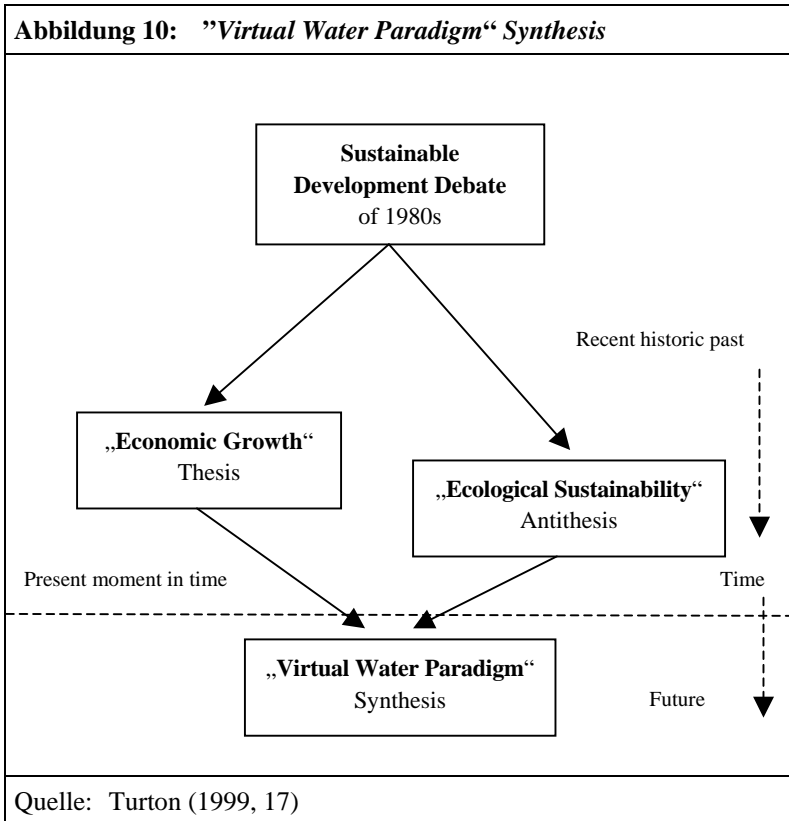 Abbildung 10: ”Virtual Water Paradigm“ Synthesis
Sustainable
Development Debate
of 1980s
Recent historic past
„Economic Growth“
Thesis
„Ecological Sustainability“
Antithesis
Present moment in time
Time
„Virtual Water Paradigm“
Synthesis
Future
Quelle: Turton (1999, 17)